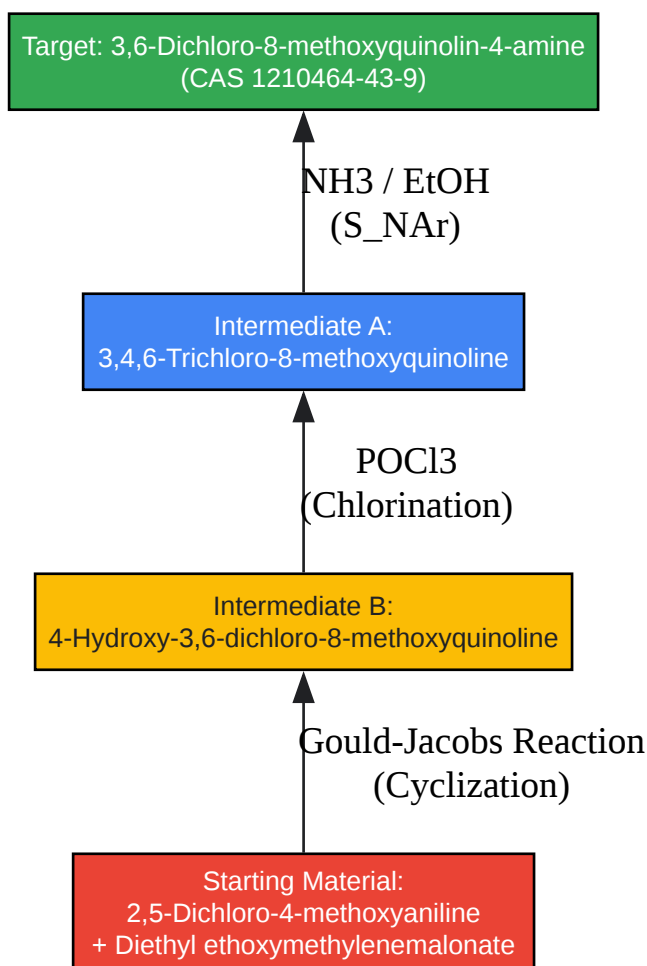 Target: 3,6-Dichloro-8-methoxyquinolin-4-amine
(CAS 1210464-43-9)
NH3 / EtOH
(S_NAr)
Intermediate A:
3,4,6-Trichloro-8-methoxyquinoline
POCl3
(Chlorination)
Intermediate B:
4-Hydroxy-3,6-dichloro-8-methoxyquinoline
Gould-Jacobs Reaction
(Cyclization)
Starting Material:
2,5-Dichloro-4-methoxyaniline
+ Diethyl ethoxymethylenemalonate